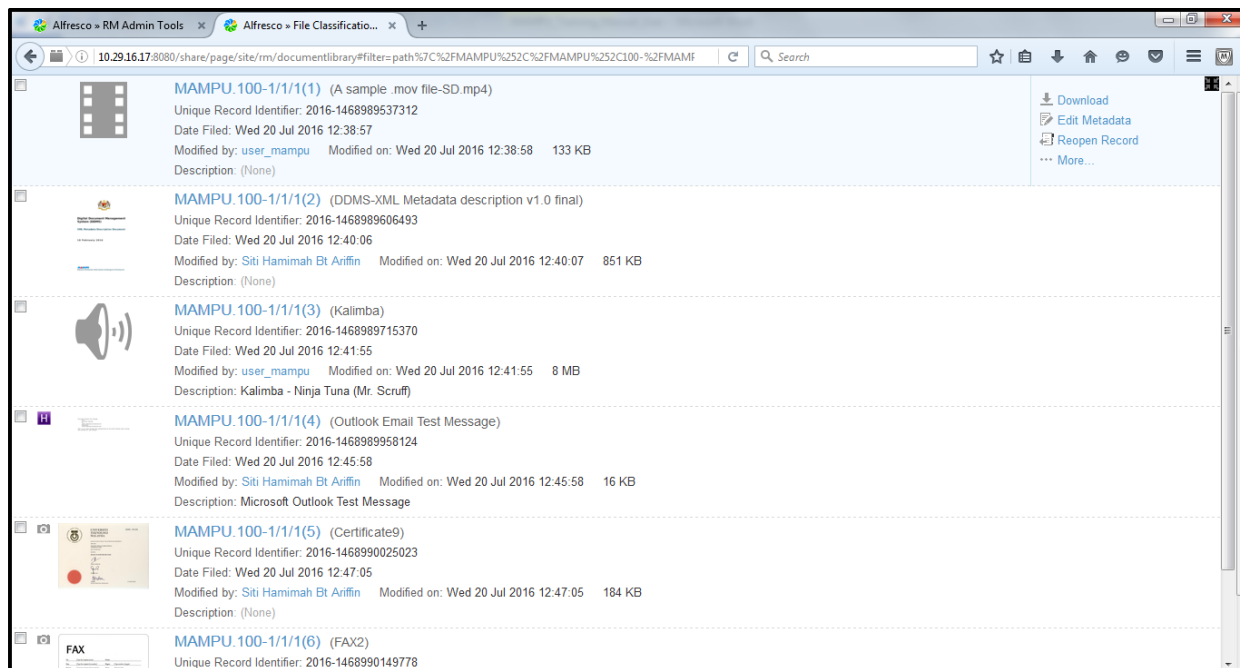 Alfresco » RM Admin Tools
Alfresco » File Classificatio...
10.29.16.17:8080/share/page/site/rm/documentlibrary#filter=path%7C%2FMAMPU%252C%2FMAMPU%252C100-%2FMAMF
Search
MAMPU.100-1/1/1(1) (A sample .mov file-SD.mp4)
Unique Record Identifier: 2016-1468989537312
Date Filed: Wed 20 Jul 2016 12:38:57
Modified by: user_mampu Modified on: Wed 20 Jul 2016 12:38:58 133 KB
Description: (None)
Download
Edit Metadata
Reopen Record
More...
MAMPU.100-1/1/1(2) (DDMS-XML Metadata description v1.0 final)
Unique Record Identifier: 2016-1468989606493
Date Filed: Wed 20 Jul 2016 12:40:06
Modified by: Siti Hamimah Bt Ariffin Modified on: Wed 20 Jul 2016 12:40:07 851 KB
Description: (None)
MAMPU.100-1/1/1(3) (Kalimba)
Unique Record Identifier: 2016-1468989715370
Date Filed: Wed 20 Jul 2016 12:41:55
Modified by: user_mampu Modified on: Wed 20 Jul 2016 12:41:55 8 MB
Description: Kalimba - Ninja Tuna (Mr. Scruff)
H
MAMPU.100-1/1/1(4) (Outlook Email Test Message)
Unique Record Identifier: 2016-1468989958124
Date Filed: Wed 20 Jul 2016 12:45:58
Modified by: Siti Hamimah Bt Ariffin Modified on: Wed 20 Jul 2016 12:45:58 16 KB
Description: Microsoft Outlook Test Message
MAMPU.100-1/1/1(5) (Certificate9)
Unique Record Identifier: 2016-1468990025023
Date Filed: Wed 20 Jul 2016 12:47:05
Modified by: Siti Hamimah Bt Ariffin Modified on: Wed 20 Jul 2016 12:47:05 184 KB
Description: (None)
FAX
MAMPU.100-1/1/1(6) (FAX2)
Unique Record Identifier: 2016-1468990149778